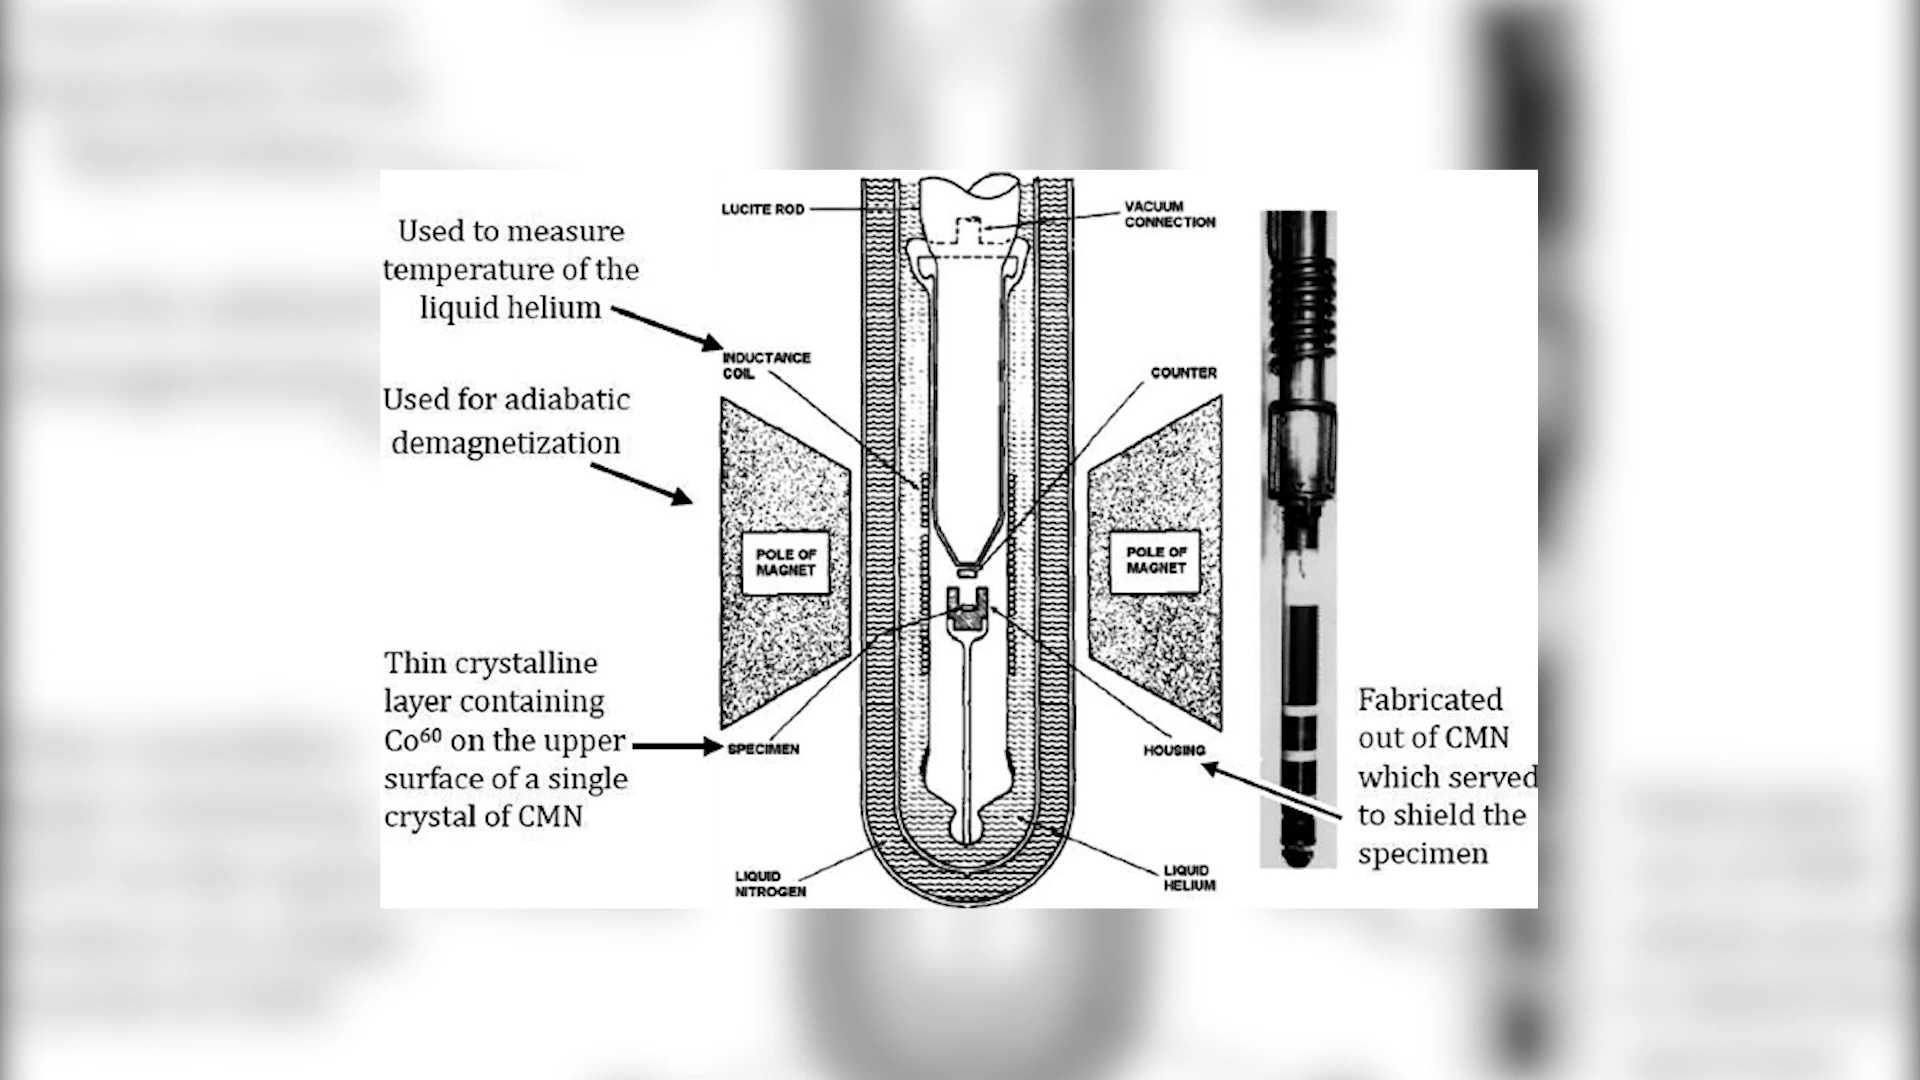 Used to measure
temperature of the
liquid helium
Used for adiabatic
demagnetization
Thin crystalline
layer containing
Co⁶⁰ on the upper
surface of a single
crystal of CMN
LUCITE ROD
VACUUM
CONNECTION
INDUCTANCE
COIL
COUNTER
POLE OF
MAGNET
POLE OF
MAGNET
SPECIMEN
HOUSING
LIQUID
NITROGEN
LIQUID
HELIUM
Fabricated
out of CMN
which served
to shield the
specimen